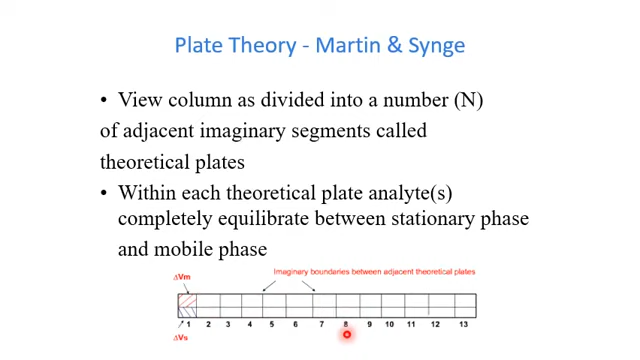 Plate Theory - Martin & Synge
• View column as divided into a number (N)
of adjacent imaginary segments called
theoretical plates
• Within each theoretical plate analyte(s)
completely equilibrate between stationary phase
and mobile phase
Imaginary boundaries between adjacent theoretical plates
ΔVm
1 2 3 4 5 6 7 8 9 10 11 12 13
ΔVs